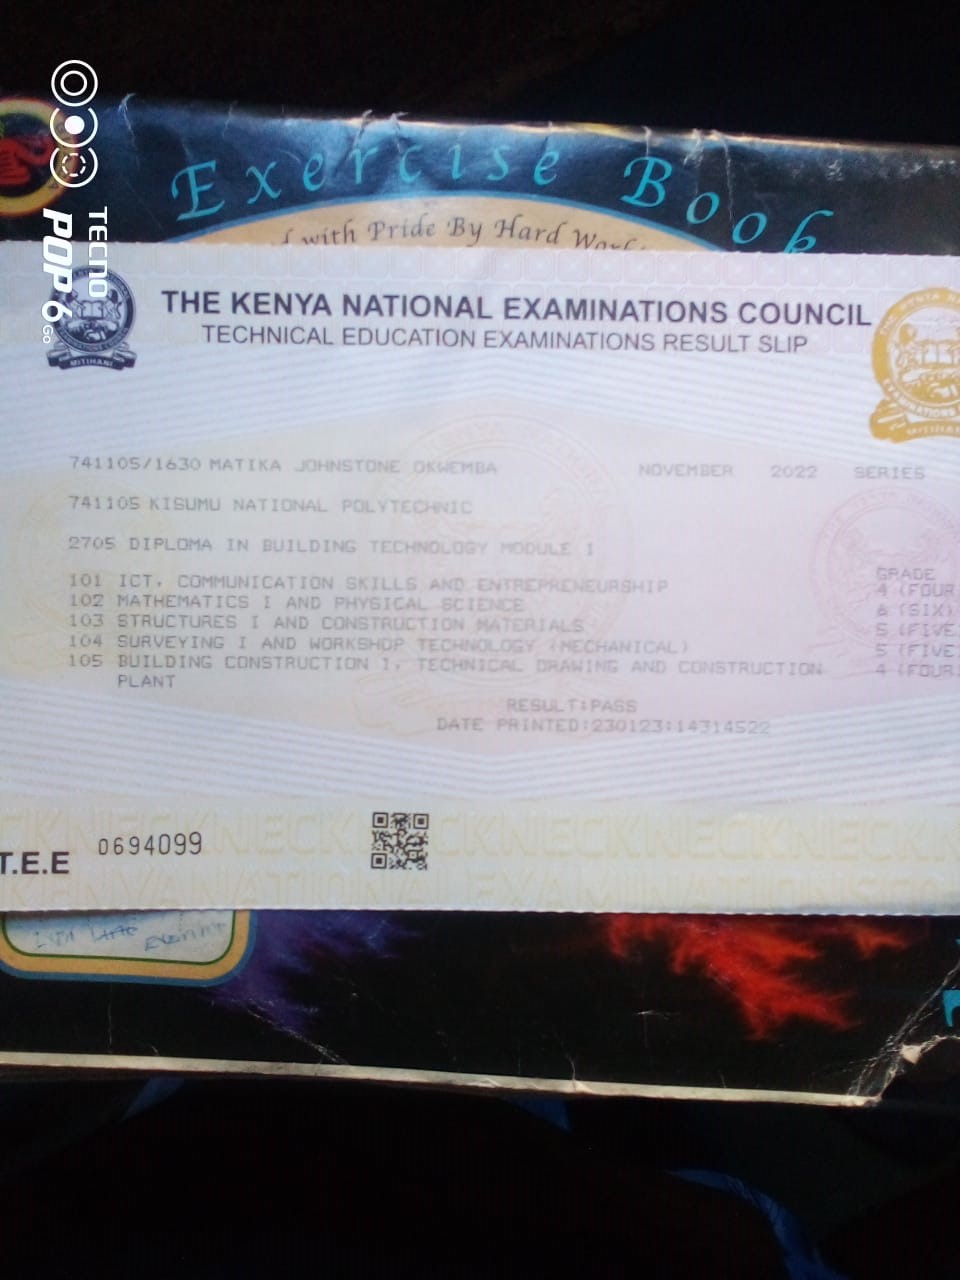 Exercise Book
with Pride By Hard Work
TECNO
POP 6 Go
THE KENYA NATIONAL EXAMINATIONS COUNCIL
TECHNICAL EDUCATION EXAMINATIONS RESULT SLIP
MITIHANI
741105/1630 MATIKA JOHNSTONE OKWEMBA NOVEMBER 2022 SERIES
741105 KISUMU NATIONAL POLYTECHNIC
2705 DIPLOMA IN BUILDING TECHNOLOGY MODULE I
GRADE
101 ICT, COMMUNICATION SKILLS AND ENTREPRENEURSHIP 4 (FOUR
102 MATHEMATICS I AND PHYSICAL SCIENCE 6 (SIX)
103 STRUCTURES I AND CONSTRUCTION MATERIALS 5 (FIVE
104 SURVEYING I AND WORKSHOP TECHNOLOGY (MECHANICAL) 5 (FIVE
105 BUILDING CONSTRUCTION I, TECHNICAL DRAWING AND CONSTRUCTION 4 (FOUR
PLANT
RESULT:PASS
DATE PRINTED:230123:14314522
T.E.E 0694099